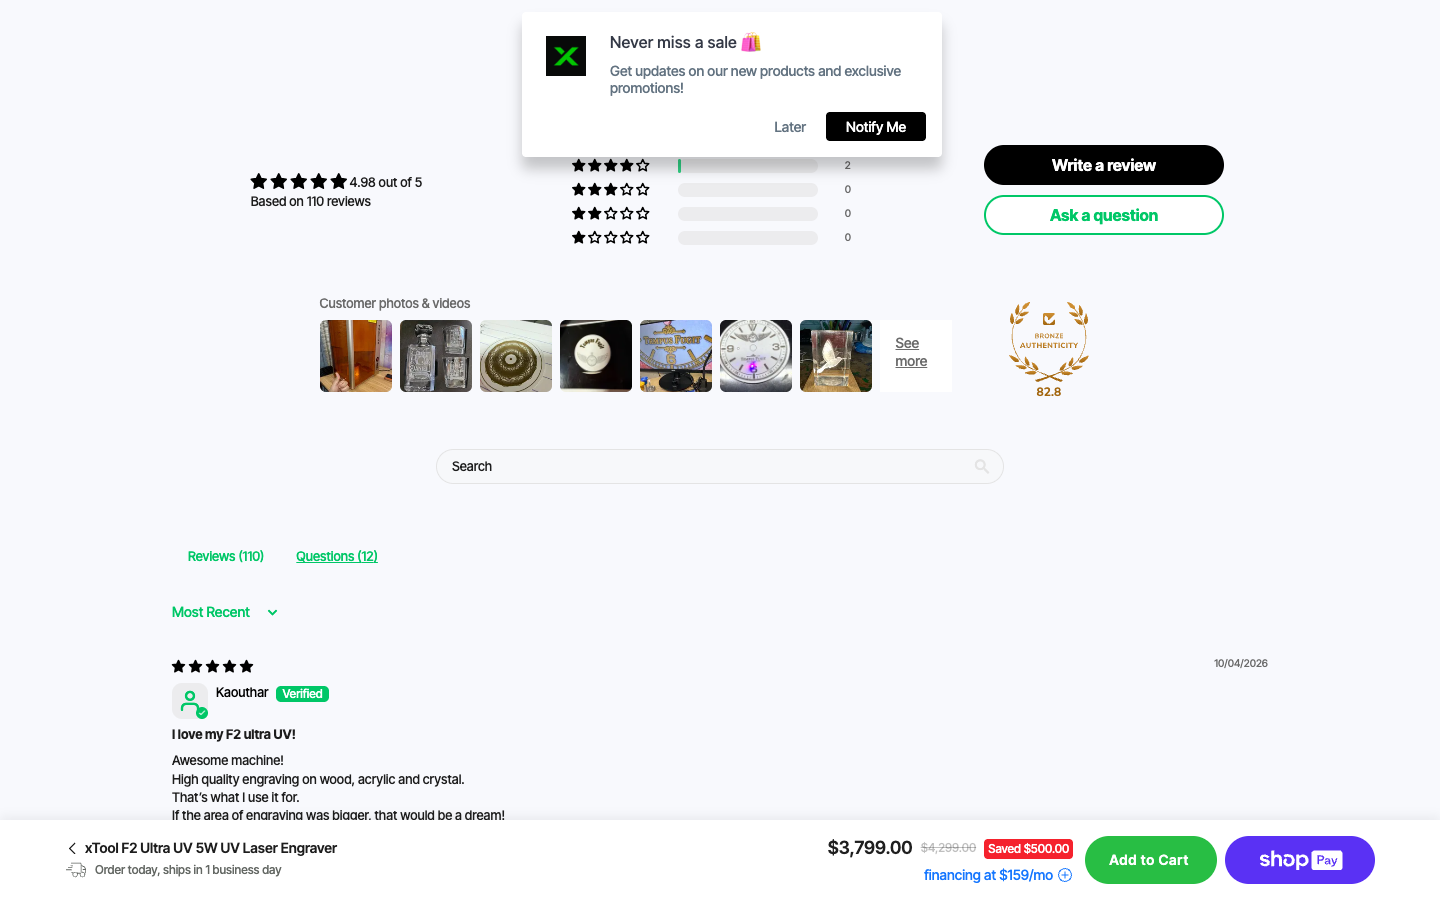 Never miss a sale 🛍️
Get updates on our new products and exclusive
promotions!
Later
Notify Me
4.98 out of 5
Based on 110 reviews
2
0
0
0
Write a review
Ask a question
Customer photos & videos
See
more
BRONZE
AUTHENTICITY
82.8
Search
Reviews (110)
Questions (12)
Most Recent
10/04/2026
Kaouthar
Verified
I love my F2 ultra UV!
Awesome machine!
High quality engraving on wood, acrylic and crystal.
That’s what I use it for.
If the area of engraving was bigger, that would be a dream!
xTool F2 Ultra UV 5W UV Laser Engraver
Order today, ships in 1 business day
$3,799.00
$4,299.00
Saved $500.00
financing at $159/mo
Add to Cart
shop Pay